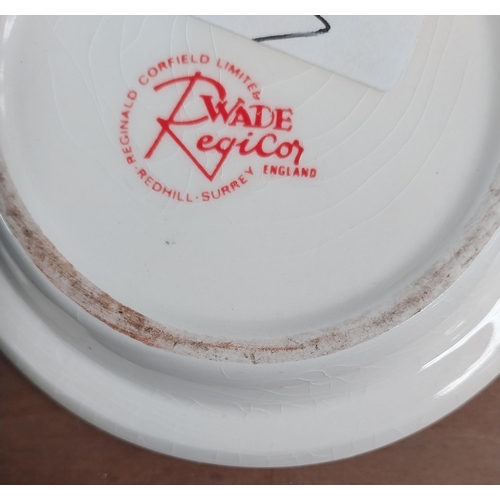 REGINALD CORFIELD LIMITED
WADE
Regicor
REDHILL·SURREY ENGLAND